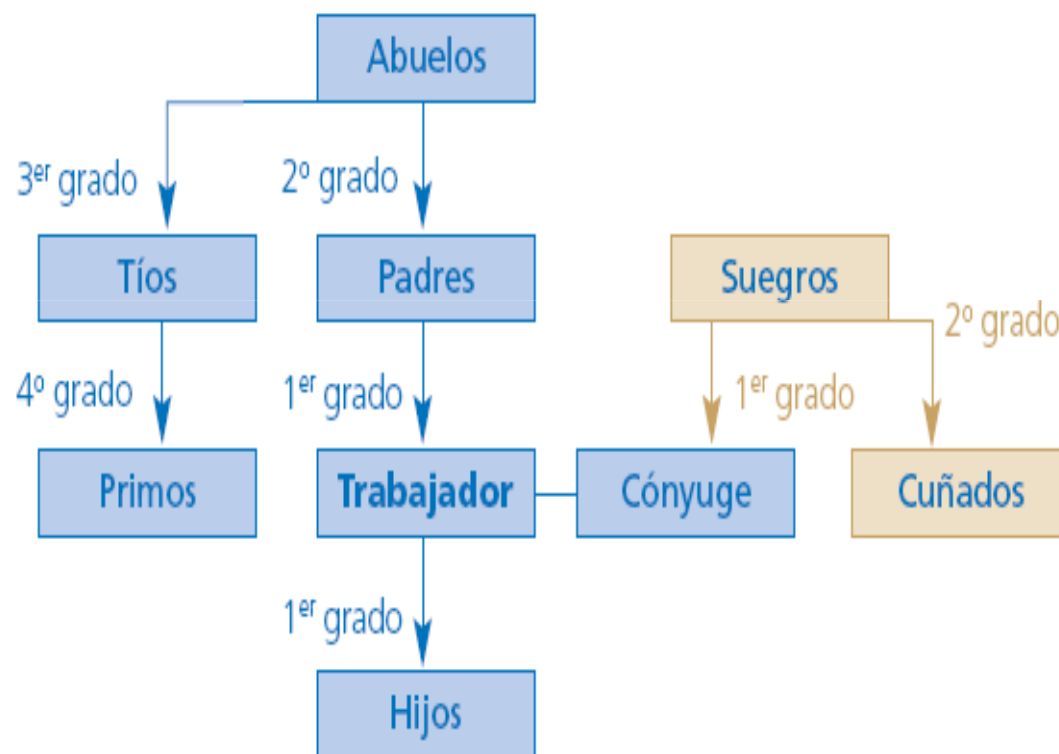 Abuelos
3er grado
2º grado
Tíos
Padres
Suegros
2º grado
4º grado
1er grado
1er grado
Primos
Trabajador
Cónyuge
Cuñados
1er grado
Hijos